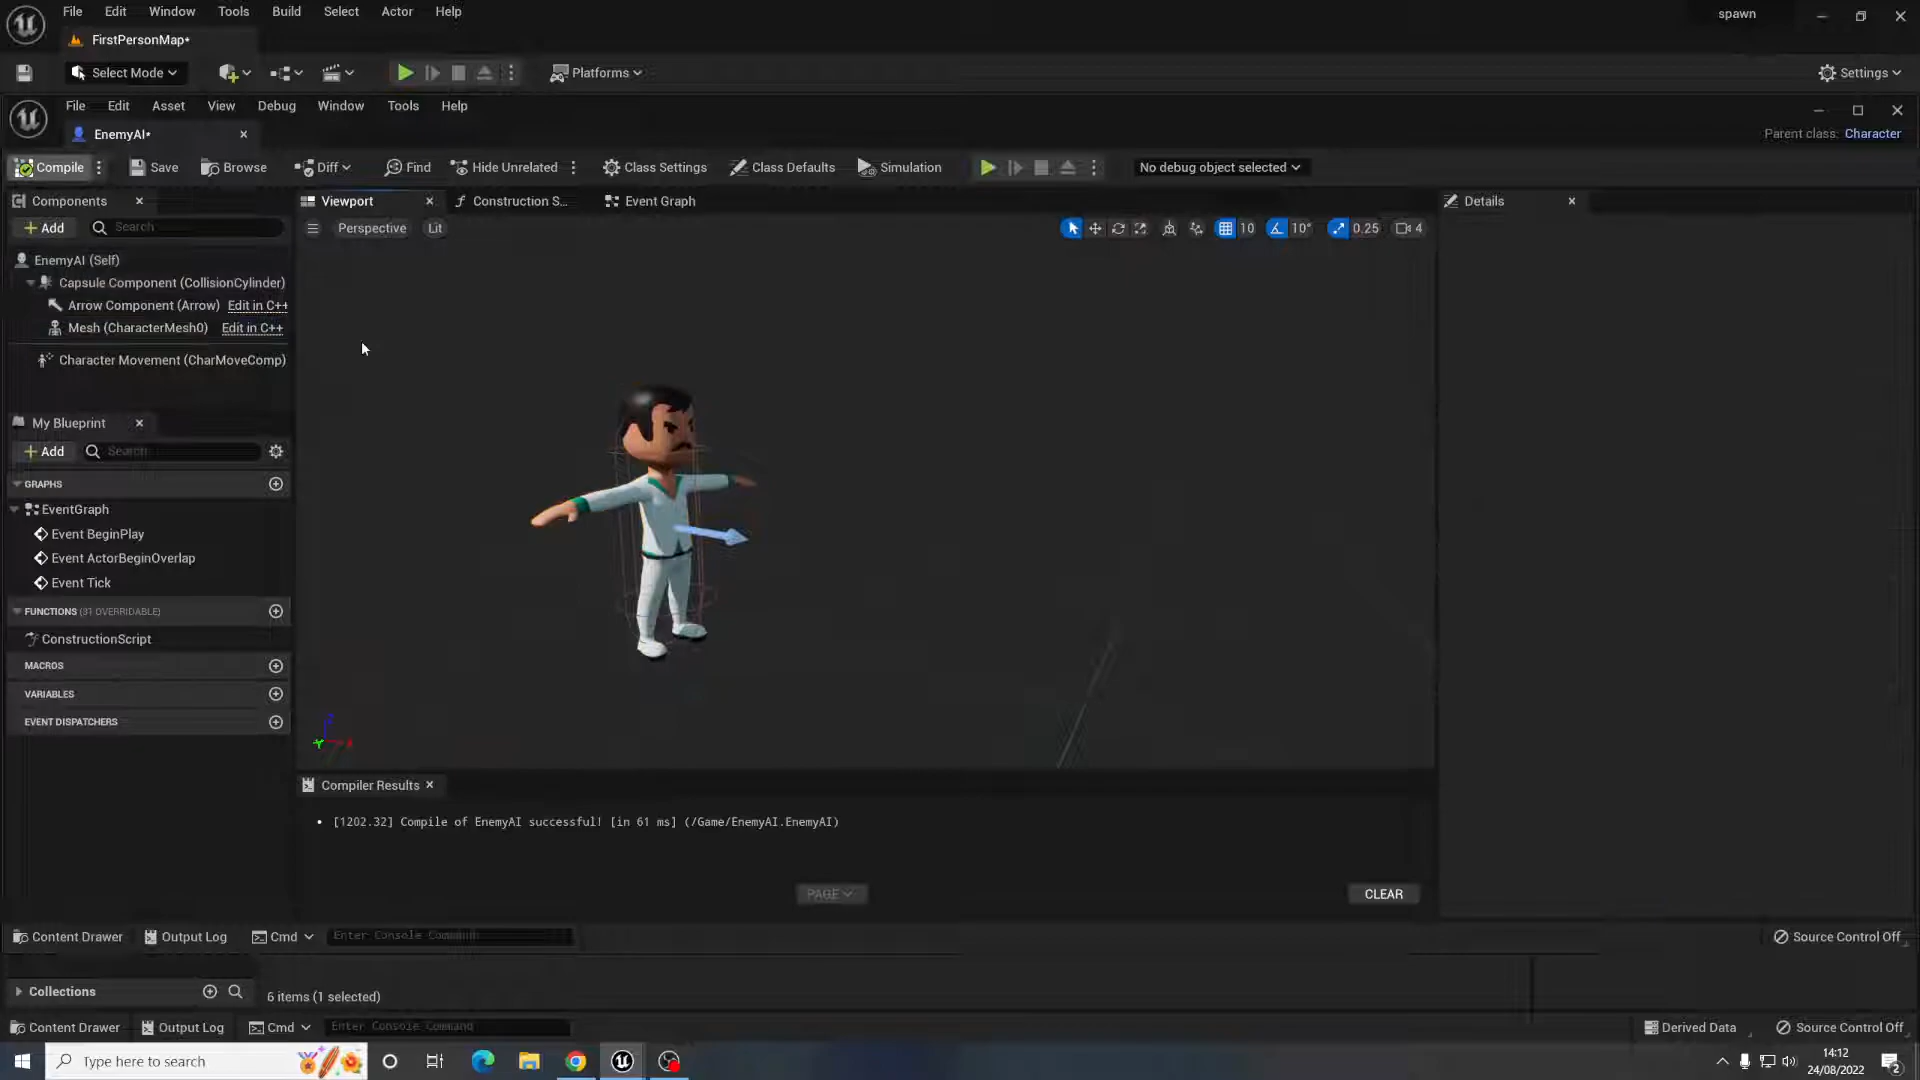 File Edit Window Tools Build Select Actor Help
spawn
FirstPersonMap*
Select Mode
Platforms
Settings
File Edit Asset View Debug Window Tools Help
EnemyAI*
Parent class: Character
Compile Save Browse Diff Find Hide Unrelated Class Settings Class Defaults Simulation No debug object selected
Components Viewport Construction S... Event Graph Details
Add Search
Perspective Lit 10 10° 0.25 4
EnemyAI (Self)
Capsule Component (CollisionCylinder)
Arrow Component (Arrow) Edit in C++
Mesh (CharacterMesh0) Edit in C++
Character Movement (CharMoveComp)
My Blueprint
Add Search
GRAPHS
EventGraph
Event BeginPlay
Event ActorBeginOverlap
Event Tick
FUNCTIONS (31 OVERRIDABLE)
ConstructionScript
MACROS
VARIABLES
EVENT DISPATCHERS
Z
Compiler Results
[1202.32] Compile of EnemyAI successful! [in 61 ms] (/Game/EnemyAI.EnemyAI)
PAGE
CLEAR
Content Drawer Output Log Cmd Enter Console Command Source Control Off
Collections
6 items (1 selected)
Content Drawer Output Log Cmd Enter Console Command Derived Data Source Control Off
Type here to search
14:12
24/08/2022
2